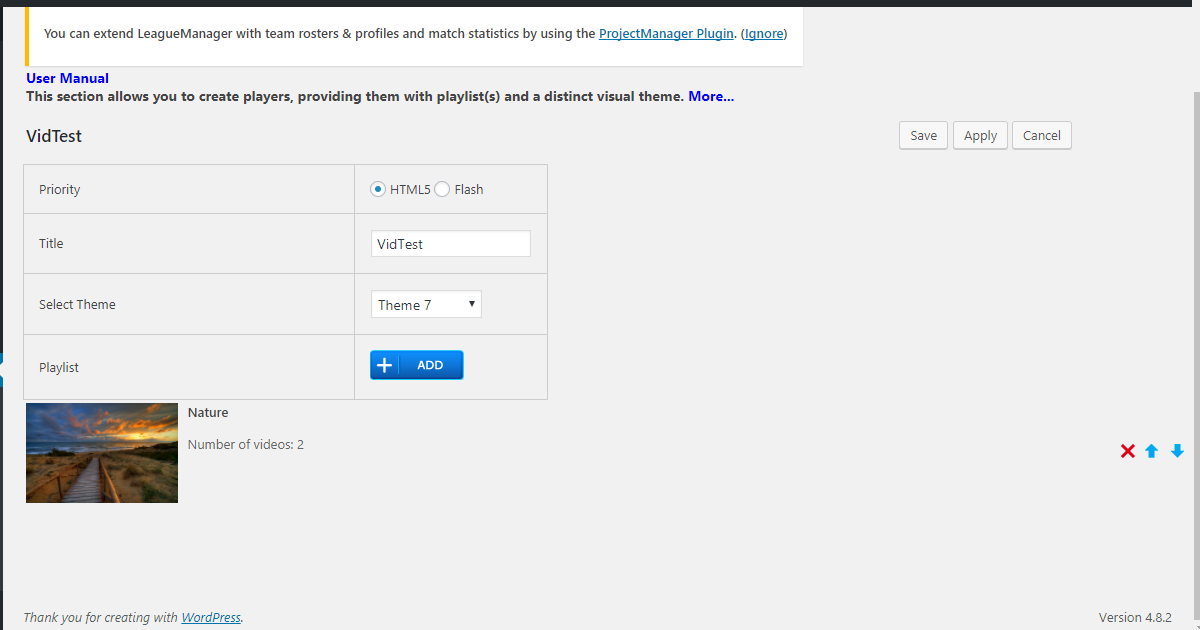 You can extend LeagueManager with team rosters & profiles and match statistics by using the ProjectManager Plugin. (Ignore)
User Manual
This section allows you to create players, providing them with playlist(s) and a distinct visual theme. More...
VidTest
Save Apply Cancel
Priority HTML5 Flash
Title VidTest
Select Theme Theme 7
Playlist ADD
Nature
Number of videos: 2
Thank you for creating with WordPress. Version 4.8.2